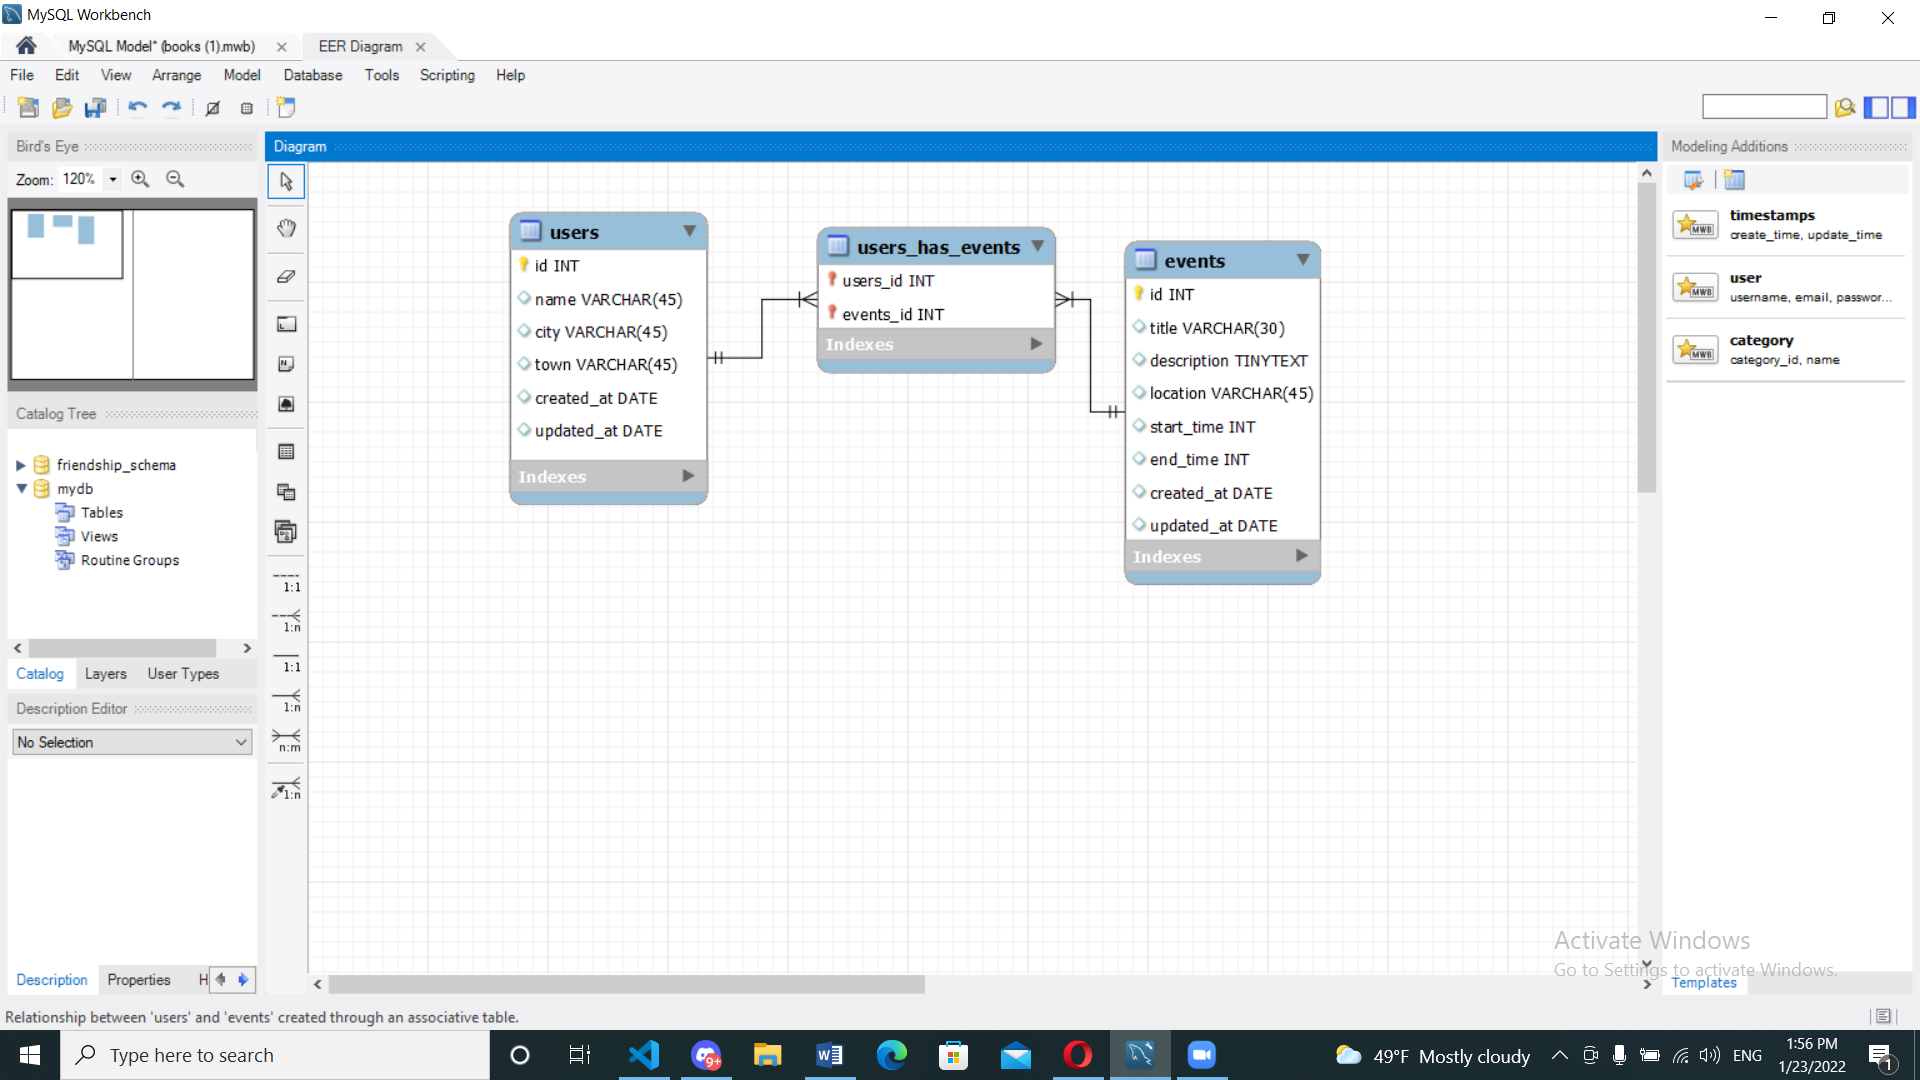 MySQL Workbench
MySQL Model* (books (1).mwb)
EER Diagram
File Edit View Arrange Model Database Tools Scripting Help
Bird's Eye
Zoom: 120%
Catalog Tree
friendship_schema
mydb
Tables
Views
Routine Groups
Catalog Layers User Types
Description Editor
No Selection
Description Properties H
Diagram
1:1
1:n
1:1
1:n
n:m
1:n
users
id INT
name VARCHAR(45)
city VARCHAR(45)
town VARCHAR(45)
created_at DATE
updated_at DATE
Indexes
users_has_events
users_id INT
events_id INT
Indexes
events
id INT
title VARCHAR(30)
description TINYTEXT
location VARCHAR(45)
start_time INT
end_time INT
created_at DATE
updated_at DATE
Indexes
Modeling Additions
MWB
timestamps
create_time, update_time
MWB
user
username, email, passwor...
MWB
category
category_id, name
Activate Windows
Go to Settings to activate Windows.
Templates
Relationship between 'users' and 'events' created through an associative table.
Type here to search
9+
49°F Mostly cloudy
ENG
1:56 PM
1/23/2022
1